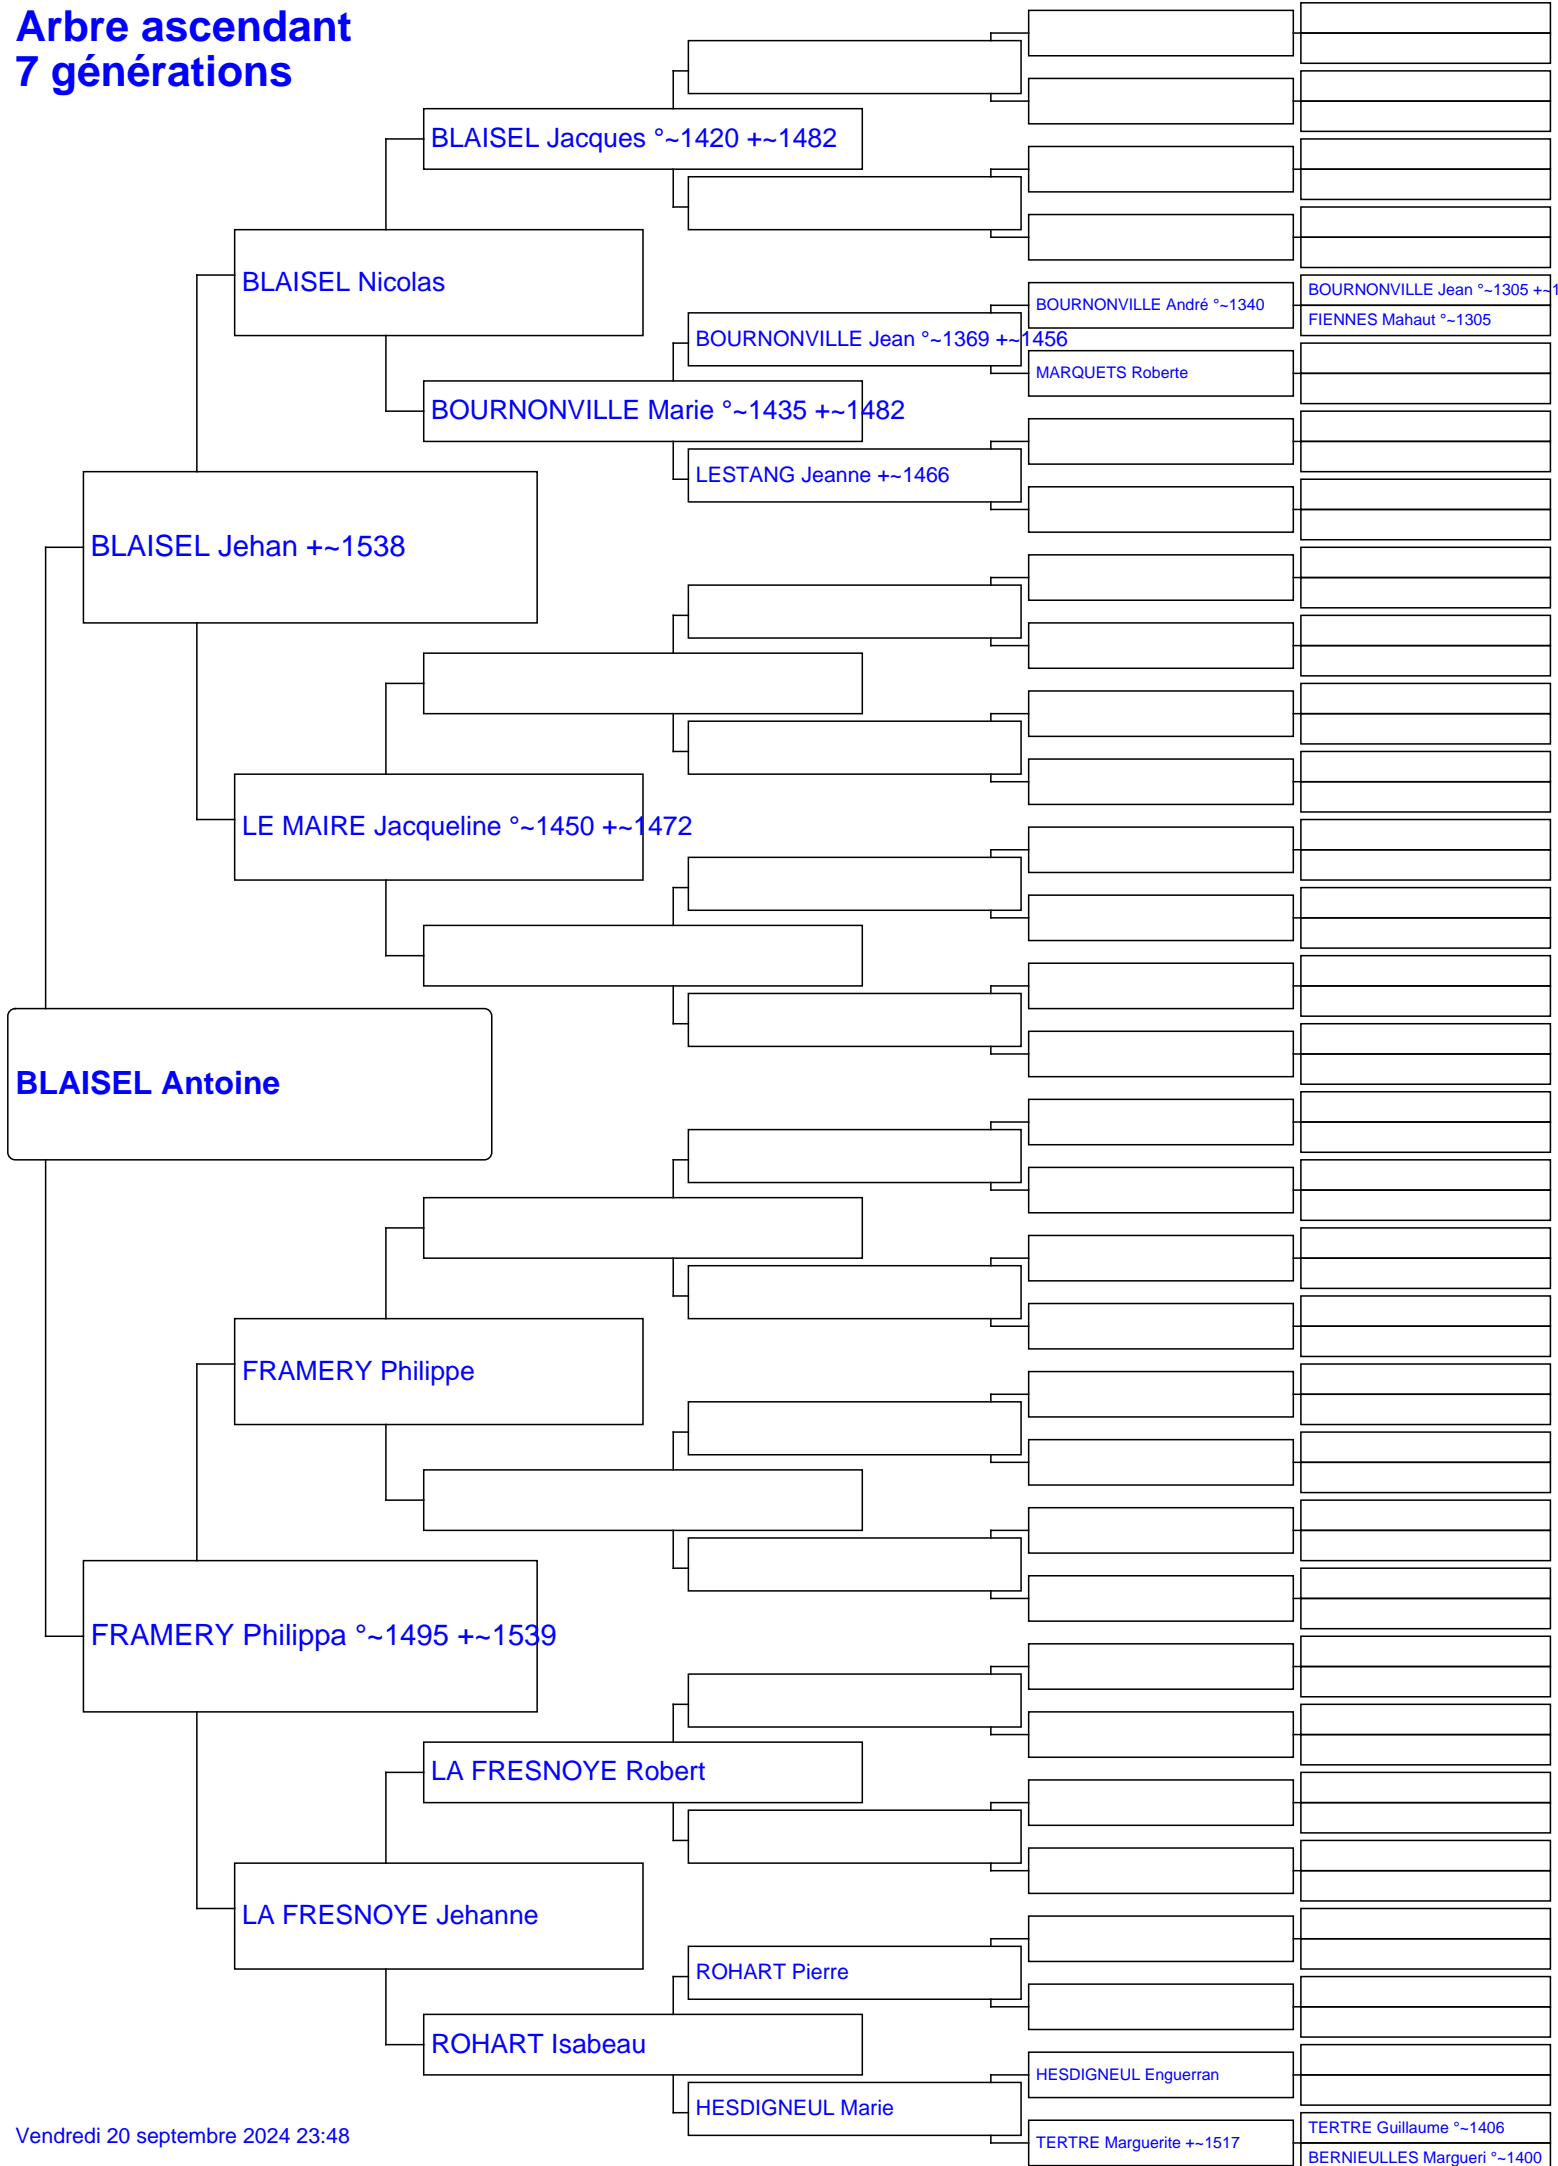 Arbre ascendant
7 générations
BLAISEL Jacques °~1420 +~1482
BLAISEL Nicolas
BOURNONVILLE Jean °~1305 +~1
BOURNONVILLE André °~1340
FIENNES Mahaut °~1305
BOURNONVILLE Jean °~1369 +~1456
MARQUETS Roberte
BOURNONVILLE Marie °~1435 +~1482
LESTANG Jeanne +~1466
BLAISEL Jehan +~1538
LE MAIRE Jacqueline °~1450 +~1472
BLAISEL Antoine
FRAMERY Philippe
FRAMERY Philippa °~1495 +~1539
LA FRESNOYE Robert
LA FRESNOYE Jehanne
ROHART Pierre
ROHART Isabeau
HESDIGNEUL Enguerran
HESDIGNEUL Marie
TERTRE Guillaume °~1406
TERTRE Marguerite +~1517
BERNIEULLES Margueri °~1400
Vendredi 20 septembre 2024 23:48